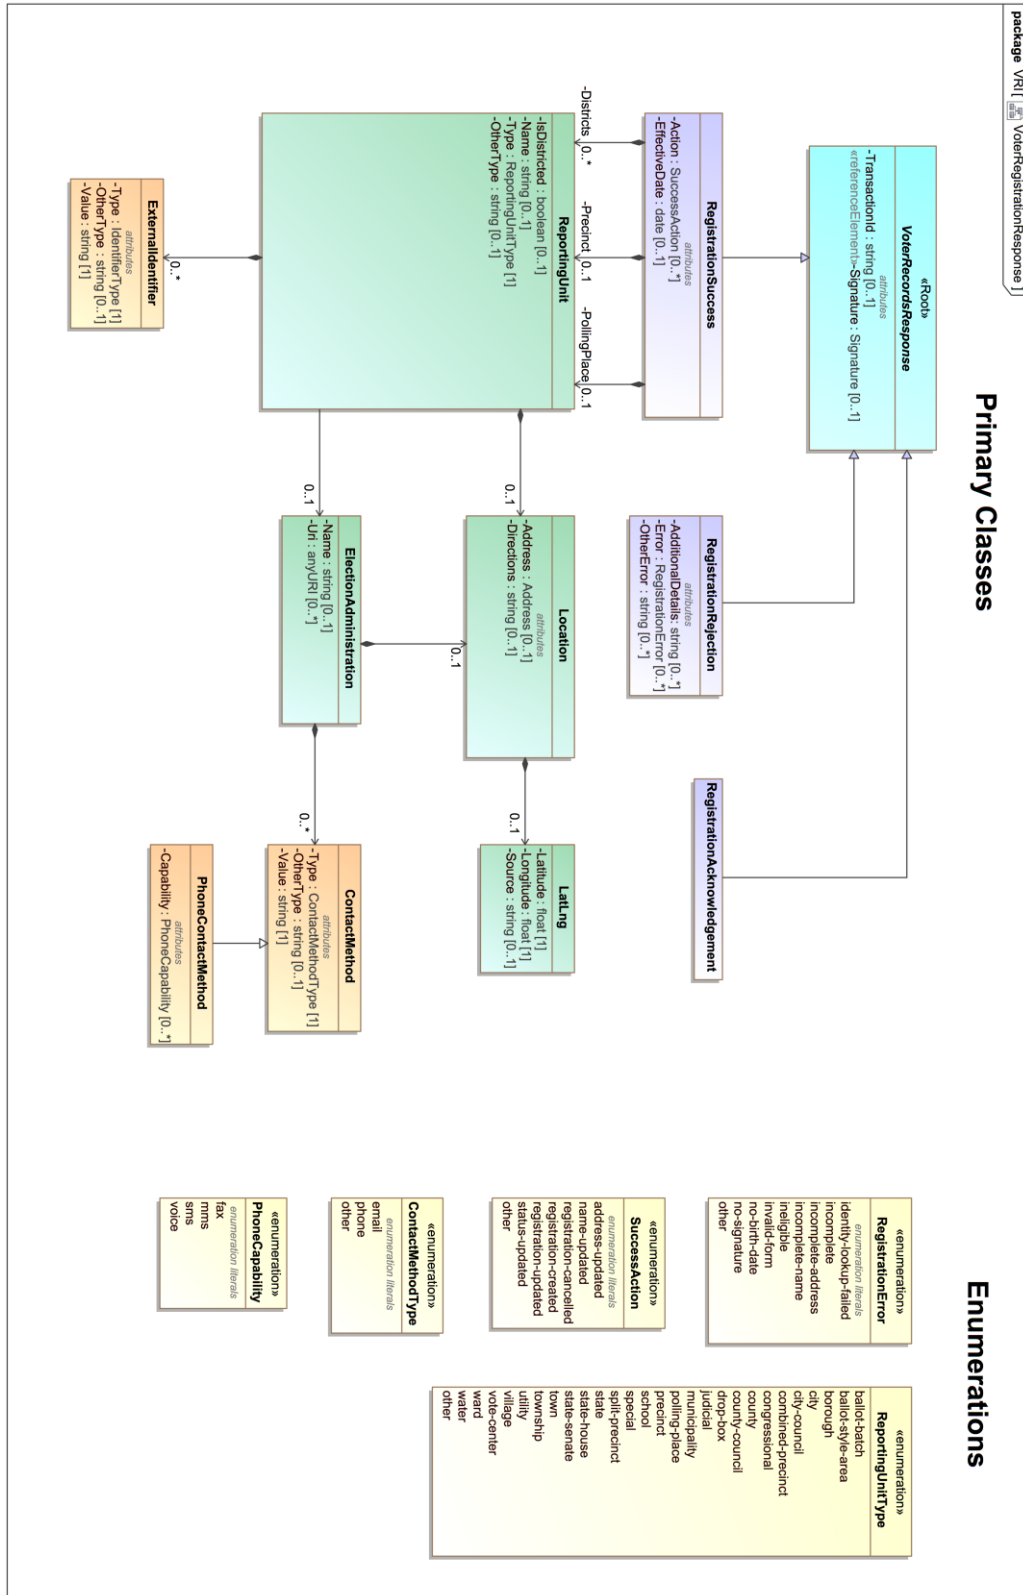 package VRI [ VoterRegistrationResponse ]
Primary Classes
Enumerations
«Root»
VoterRecordsResponse
attributes
-TransactionId : string [0..1]
«referenceElement»-Signature : Signature [0..1]
RegistrationSuccess
attributes
-Action : SuccessAction [0..*]
-EffectiveDate : date [0..1]
RegistrationRejection
attributes
-AdditionalDetails: string [0..*]
-Error : RegistrationError [0..*]
-OtherError : string [0..*]
RegistrationAcknowledgement
-Districts
0..*
-Precinct
0..1
-PollingPlace
0..1
ReportingUnit
-IsDistricted : boolean [0..1]
-Name : string [0..1]
-Type : ReportingUnitType [1]
-OtherType : string [0..1]
0..1
Location
attributes
-Address : Address [0..1]
-Directions : string [0..1]
0..1
LatLng
-Latitude : float [1]
-Longitude : float [1]
-Source : string [0..1]
0..1
0..1
ElectionAdministration
-Name : string [0..1]
-Uri : anyURI [0..*]
0..*
ContactMethod
attributes
-Type : ContactMethodType [1]
-OtherType : string [0..1]
-Value : string [1]
0..*
ExternalIdentifier
attributes
-Type : IdentifierType [1]
-OtherType : string [0..1]
-Value : string [1]
PhoneContactMethod
attributes
-Capability : PhoneCapability [0..*]
«enumeration»
RegistrationError
enumeration literals
identity-lookup-failed
incomplete
incomplete-address
incomplete-name
ineligible
invalid-form
no-birth-date
no-signature
other
«enumeration»
SuccessAction
enumeration literals
address-updated
name-updated
registration-cancelled
registration-created
registration-updated
status-updated
other
«enumeration»
ContactMethodType
enumeration literals
email
phone
other
«enumeration»
PhoneCapability
enumeration literals
fax
mms
sms
voice
«enumeration»
ReportingUnitType
ballot-batch
ballot-style-area
borough
city
city-council
combined-precinct
congressional
county
county-council
drop-box
judicial
municipality
polling-place
precinct
school
special
split-precinct
state
state-house
state-senate
town
township
utility
village
vote-center
ward
water
other